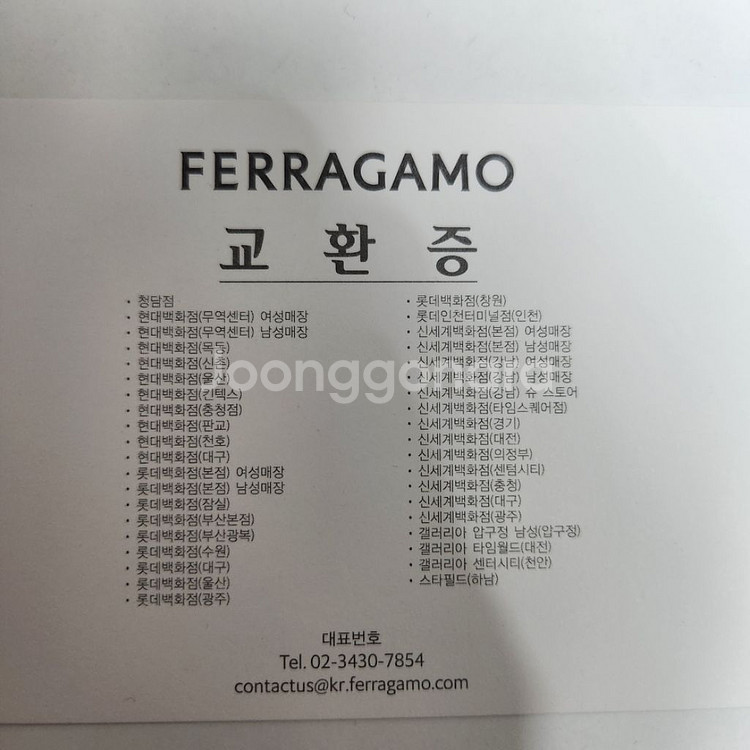 FERRAGAMO
교 환 증
• 청담점
• 현대백화점(무역센터) 여성매장
• 현대백화점(무역센터) 남성매장
• 현대백화점(목동)
• 현대백화점(신촌)
• 현대백화점(울산)
• 현대백화점(킨텍스)
• 현대백화점(충청점)
• 현대백화점(판교)
• 현대백화점(천호)
• 현대백화점(대구)
• 롯데백화점(본점) 여성매장
• 롯데백화점(본점) 남성매장
• 롯데백화점(잠실)
• 롯데백화점(부산본점)
• 롯데백화점(부산광복)
• 롯데백화점(수원)
• 롯데백화점(대구)
• 롯데백화점(울산)
• 롯데백화점(광주)
• 롯데백화점(창원)
• 롯데인천터미널점(인천)
• 신세계백화점(본점) 여성매장
• 신세계백화점(본점) 남성매장
• 신세계백화점(강남) 여성매장
• 신세계백화점(강남) 남성매장
• 신세계백화점(강남) 슈 스토어
• 신세계백화점(타임스퀘어점)
• 신세계백화점(경기)
• 신세계백화점(대전)
• 신세계백화점(의정부)
• 신세계백화점(센텀시티)
• 신세계백화점(충청)
• 신세계백화점(대구)
• 신세계백화점(광주)
• 갤러리아 압구정 남성(압구정)
• 갤러리아 타임월드(대전)
• 갤러리아 센터시티(천안)
• 스타필드(하남)
joonggonara
대표번호
Tel. 02-3430-7854
contactus@kr.ferragamo.com